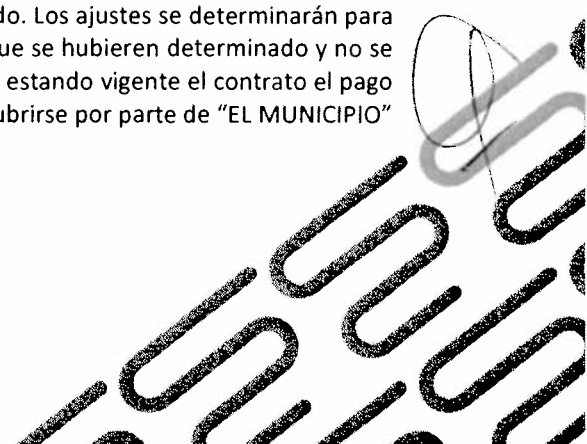 do. Los ajustes se determinarán para
ue se hubieren determinado y no se
estando vigente el contrato el pago
ubrirse por parte de "EL MUNICIPIO"